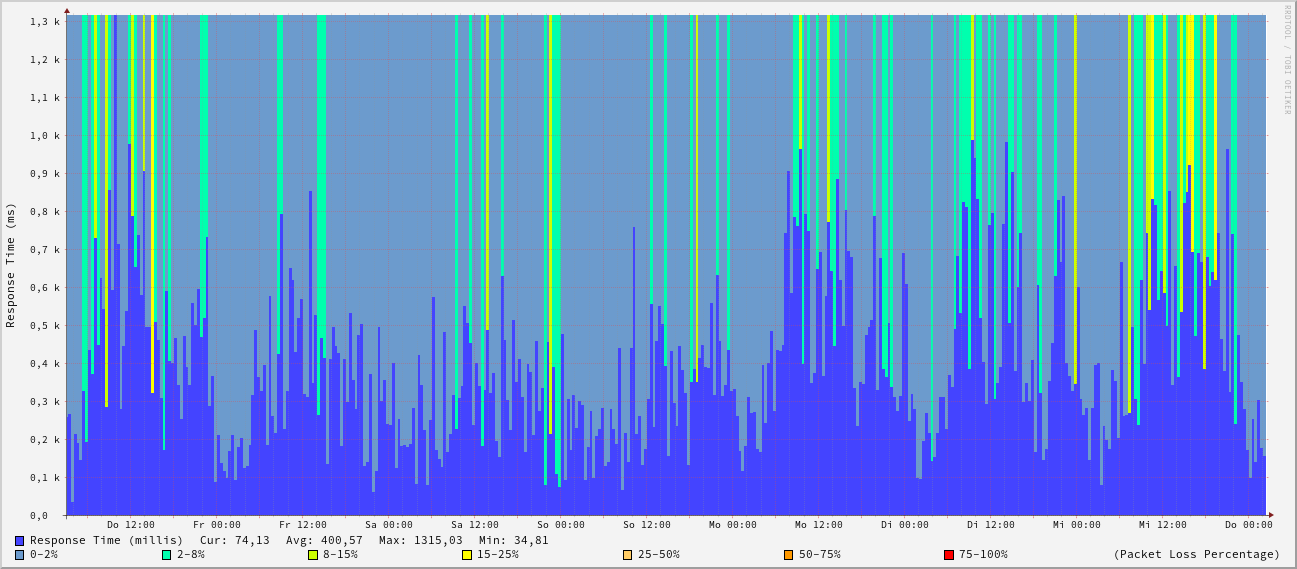 RRDTOOL / TOBI OETIKER
Response Time (ms)
1,3 k
1,2 k
1,1 k
1,0 k
0,9 k
0,8 k
0,7 k
0,6 k
0,5 k
0,4 k
0,3 k
0,2 k
0,1 k
0,0
Do 12:00 Fr 00:00 Fr 12:00 Sa 00:00 Sa 12:00 So 00:00 So 12:00 Mo 00:00 Mo 12:00 Di 00:00 Di 12:00 Mi 00:00 Mi 12:00 Do 00:00
Response Time (millis) Cur: 74,13 Avg: 400,57 Max: 1315,03 Min: 34,81
0-2% 2-8% 8-15% 15-25% 25-50% 50-75% 75-100% (Packet Loss Percentage)